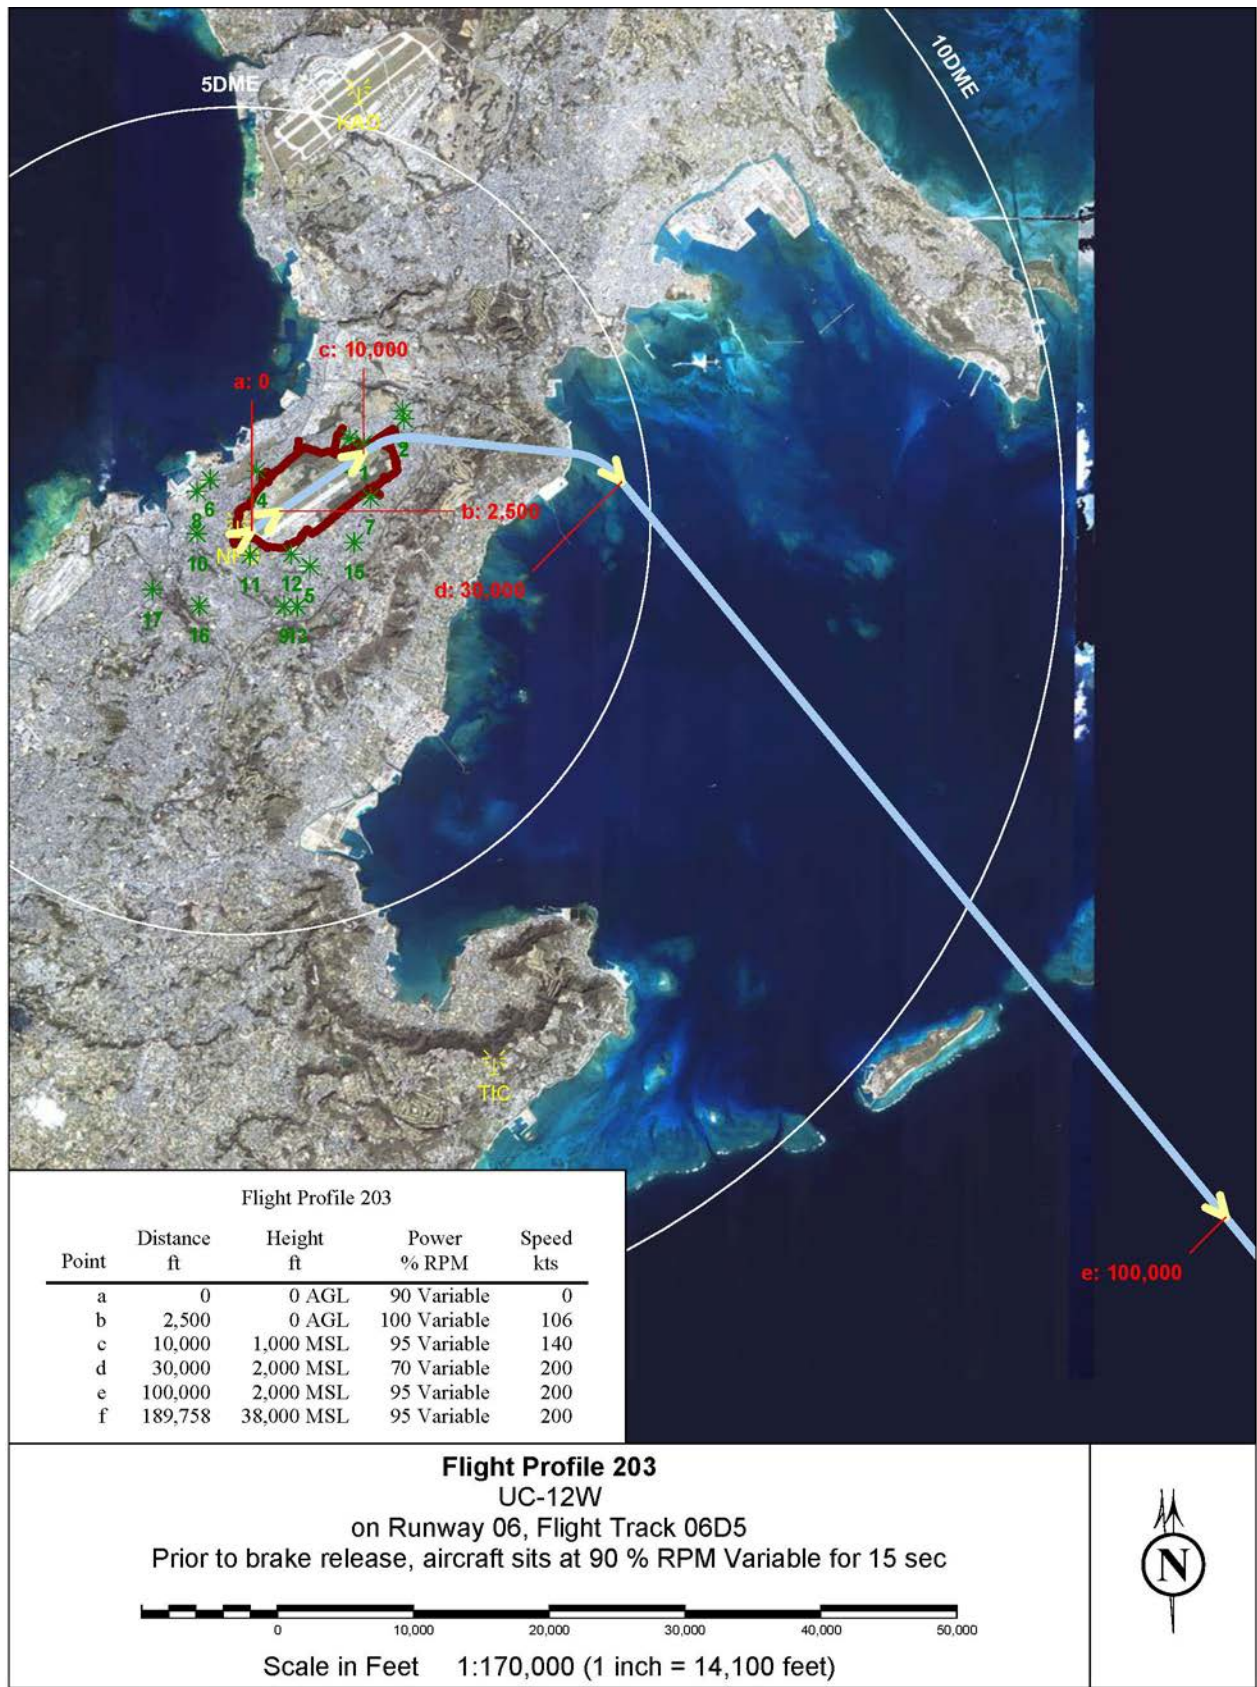 10DME
5DME
KAD
c: 10,000
a: 0
2
1
4
6
b: 2,500
8
7
10
11
12
15
d: 30,000
5
17
16
9
13
TIC
e: 100,000
Flight Profile 203
Distance Height Power Speed
Point ft ft % RPM kts
a 0 0 AGL 90 Variable 0
b 2,500 0 AGL 100 Variable 106
c 10,000 1,000 MSL 95 Variable 140
d 30,000 2,000 MSL 70 Variable 200
e 100,000 2,000 MSL 95 Variable 200
f 189,758 38,000 MSL 95 Variable 200
Flight Profile 203
UC-12W
on Runway 06, Flight Track 06D5
Prior to brake release, aircraft sits at 90 % RPM Variable for 15 sec
0 10,000 20,000 30,000 40,000 50,000
Scale in Feet 1:170,000 (1 inch = 14,100 feet)
N